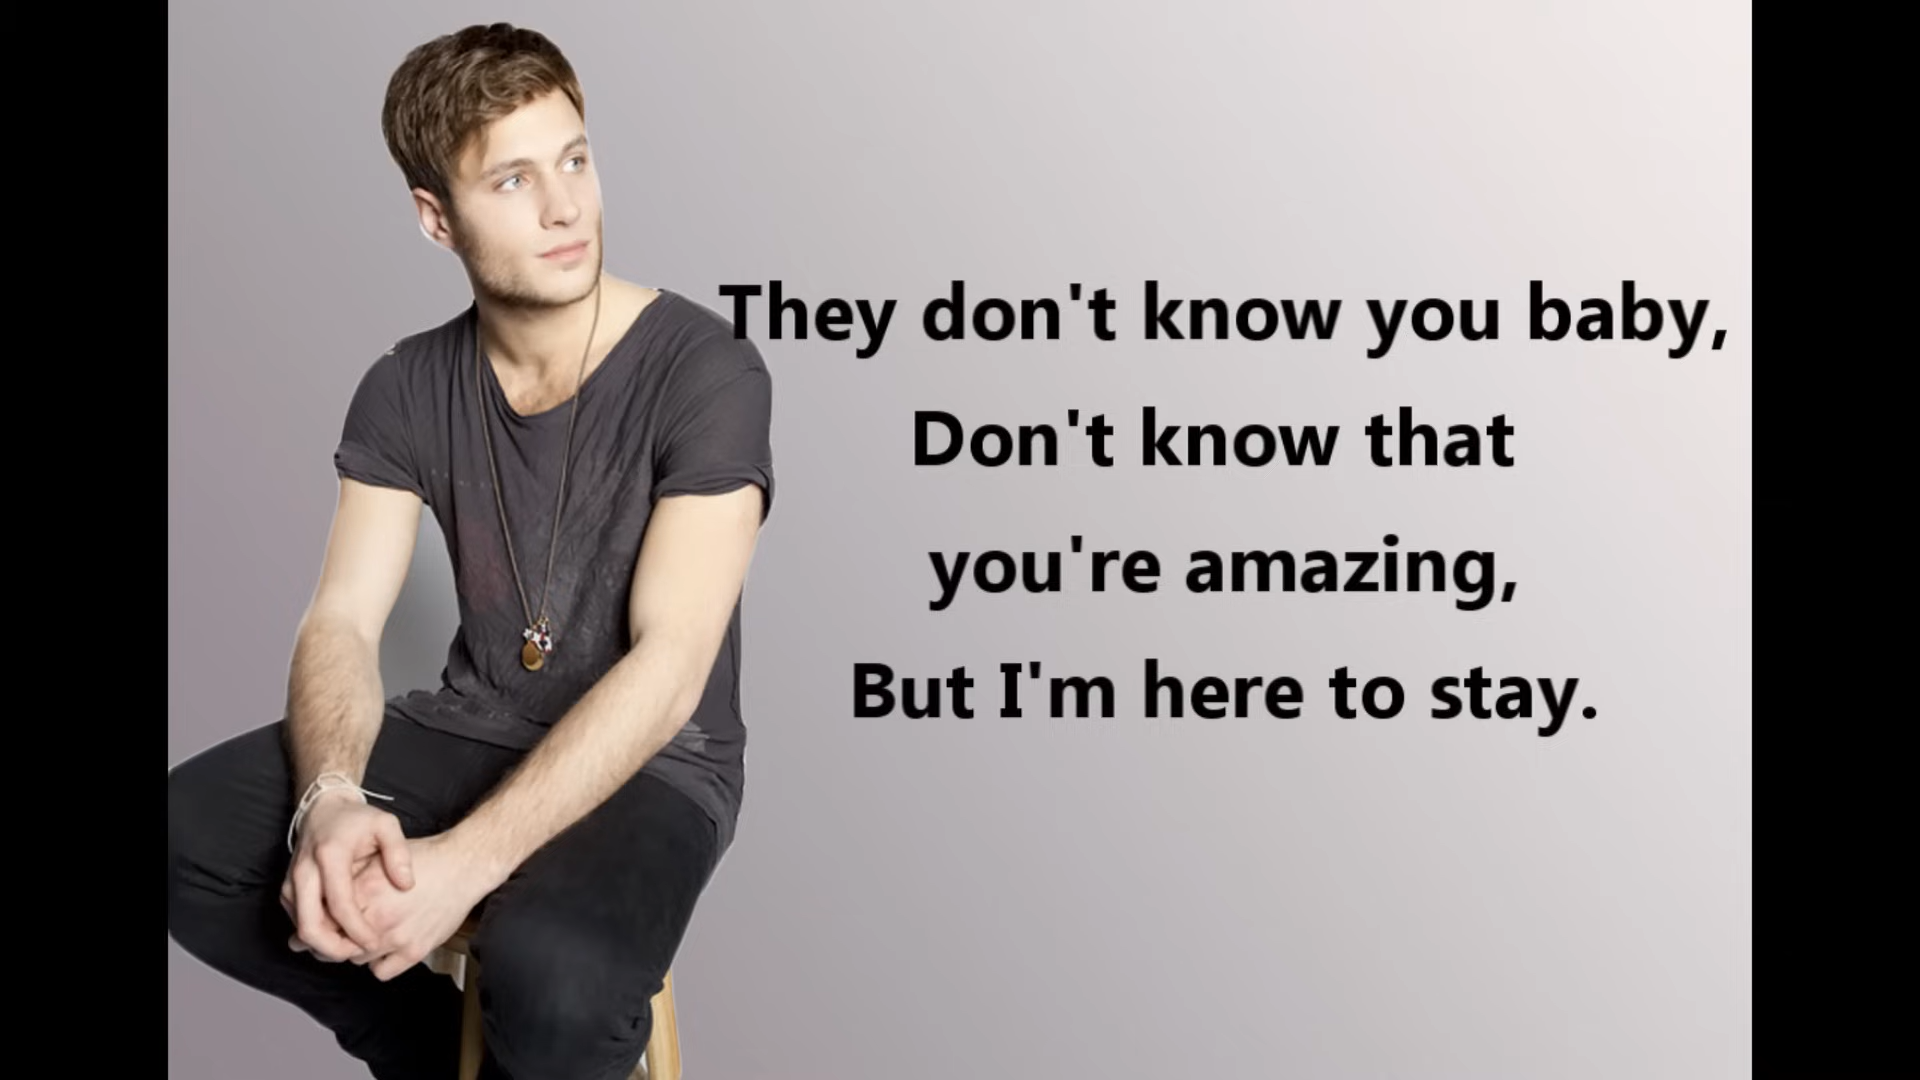 They don't know you baby,
Don't know that
you're amazing,
But I'm here to stay.